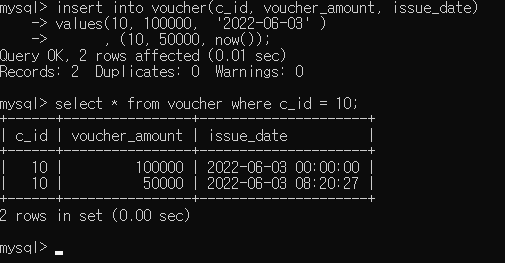 mysql> insert into voucher(c_id, voucher_amount, issue_date)
    -> values(10, 100000,  '2022-06-03' )
    ->       , (10, 50000, now());
Query OK, 2 rows affected (0.01 sec)
Records: 2  Duplicates: 0  Warnings: 0
mysql> select * from voucher where c_id = 10;
+------+----------------+---------------------+
| c_id | voucher_amount | issue_date          |
+------+----------------+---------------------+
|   10 |         100000 | 2022-06-03 00:00:00 |
|   10 |          50000 | 2022-06-03 08:20:27 |
+------+----------------+---------------------+
2 rows in set (0.00 sec)
mysql> _